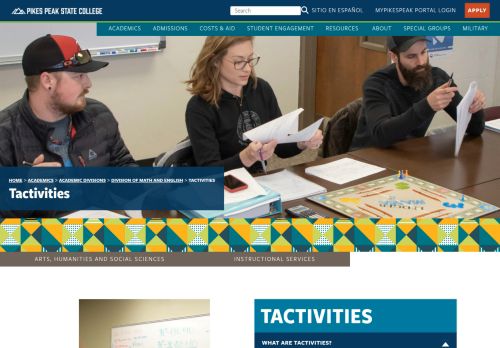 PIKES PEAK STATE COLLEGE
Search
SITIO EN ESPAÑOL
MYPIKESPEAK PORTAL LOGIN
APPLY
ACADEMICS
ADMISSIONS
COSTS & AID
STUDENT ENGAGEMENT
RESOURCES
ABOUT
SPECIAL GROUPS
MILITARY
HOME > ACADEMICS > ACADEMIC DIVISIONS > DIVISION OF MATH AND ENGLISH > TACTIVITIES
Tactivities
ARTS, HUMANITIES AND SOCIAL SCIENCES
INSTRUCTIONAL SERVICES
TACTIVITIES
WHAT ARE TACTIVITIES?